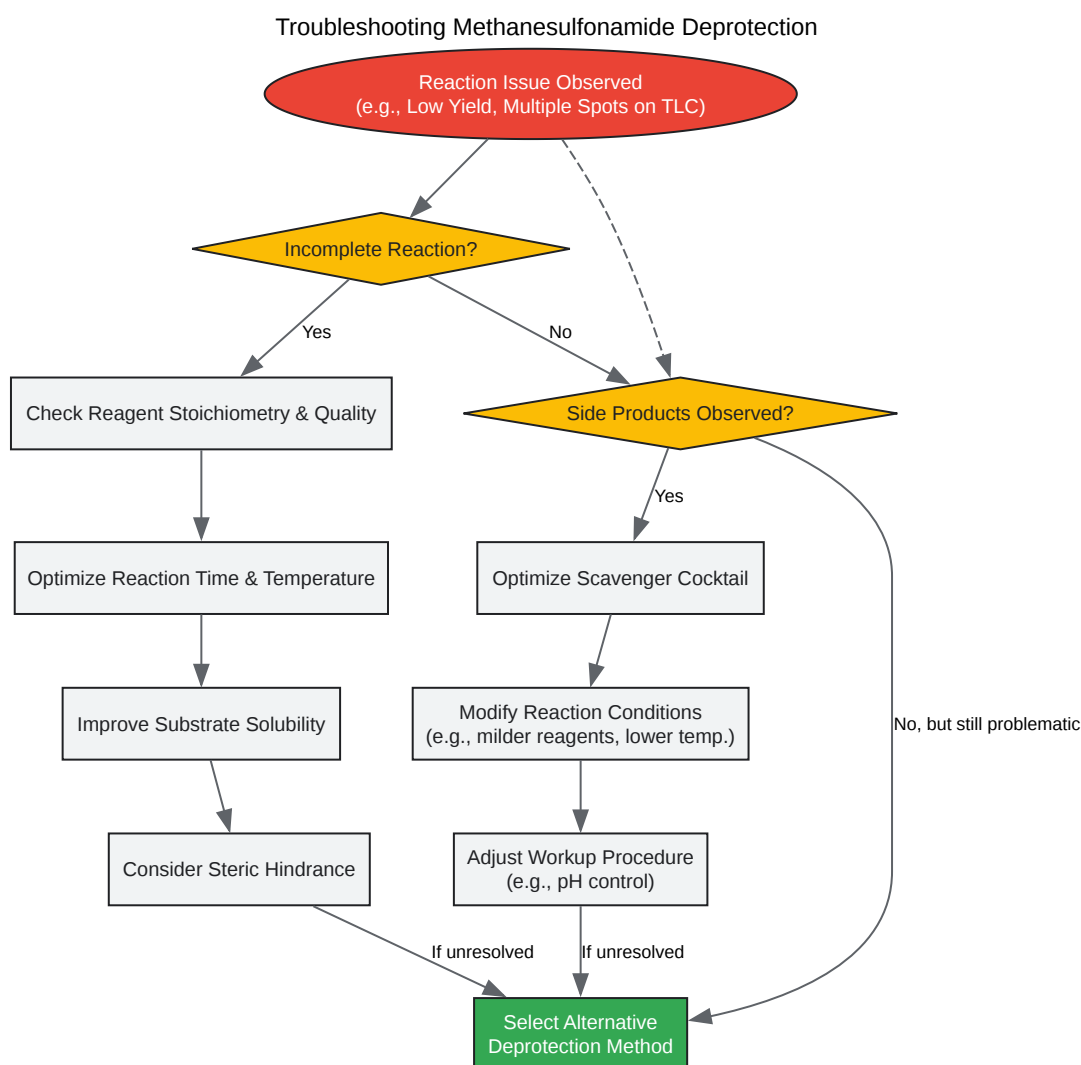 Troubleshooting Methanesulfonamide Deprotection
Reaction Issue Observed
(e.g., Low Yield, Multiple Spots on TLC)
Incomplete Reaction?
Yes
No
Check Reagent Stoichiometry & Quality
Side Products Observed?
Yes
Optimize Reaction Time & Temperature
Optimize Scavenger Cocktail
Improve Substrate Solubility
Modify Reaction Conditions
(e.g., milder reagents, lower temp.)
No, but still problematic
Consider Steric Hindrance
Adjust Workup Procedure
(e.g., pH control)
If unresolved
If unresolved
Select Alternative
Deprotection Method